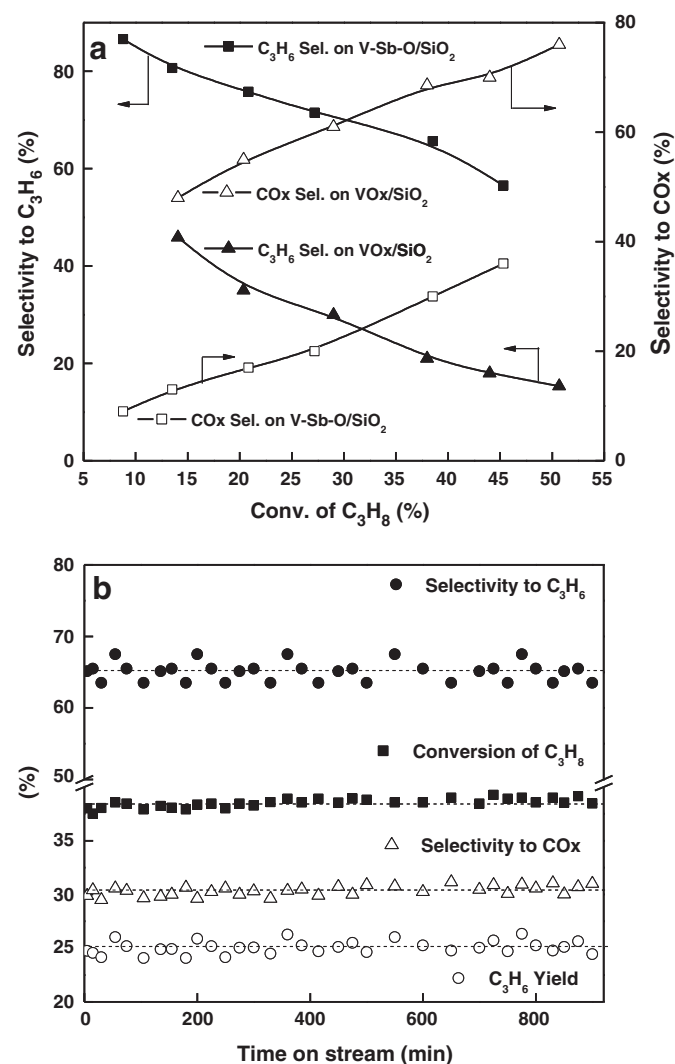 a
C₃H₆ Sel. on V-Sb-O/SiO₂
COx Sel. on VOx/SiO₂
C₃H₆ Sel. on VOx/SiO₂
COx Sel. on V-Sb-O/SiO₂
Selectivity to C₃H₆ (%)
80
60
40
20
0
Selectivity to COx (%)
80
60
40
20
0
5 10 15 20 25 30 35 40 45 50 55
Conv. of C₃H₈ (%)
b
Selectivity to C₃H₆
Conversion of C₃H₈
Selectivity to COx
C₃H₆ Yield
(%)
80
70
60
50
35
30
25
20
0 200 400 600 800
Time on stream (min)